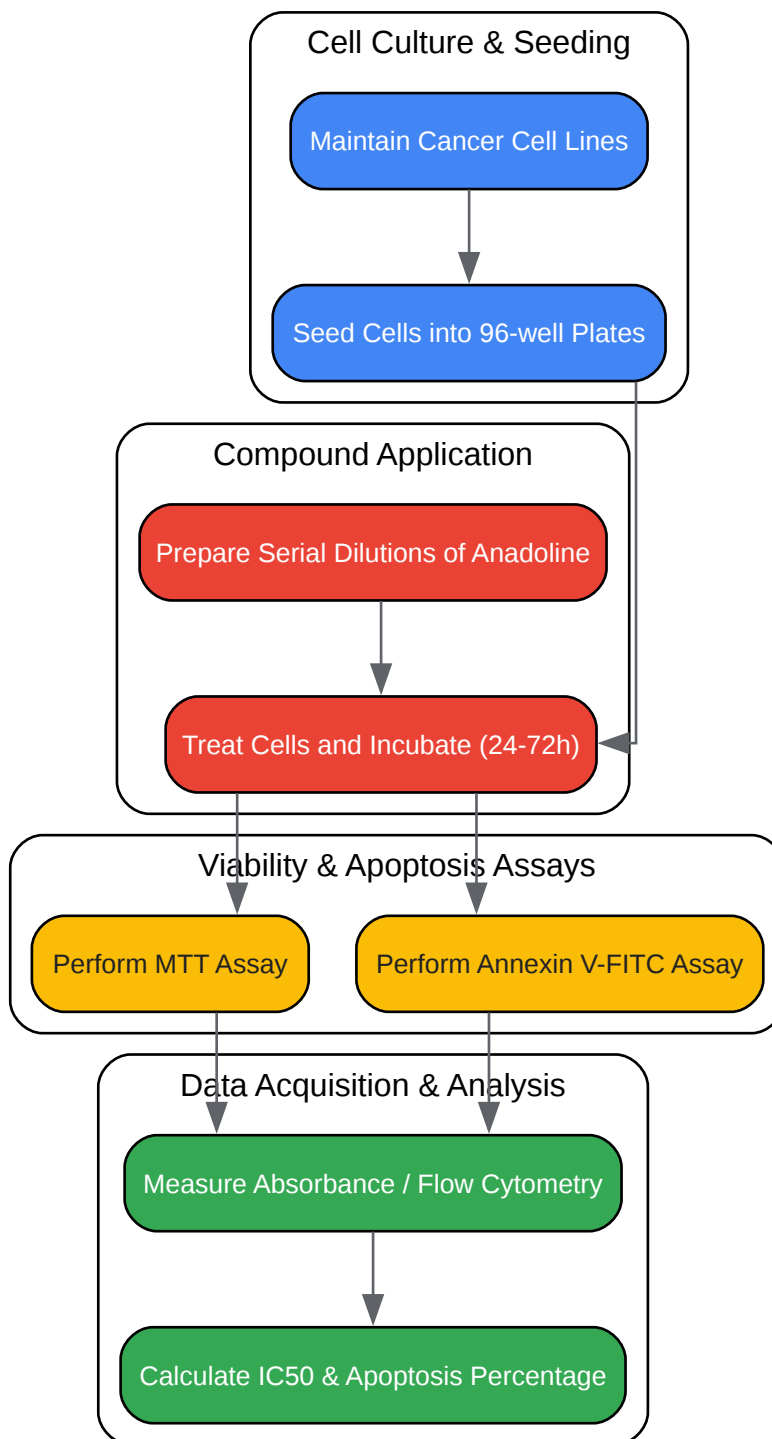 Cell Culture & Seeding
Maintain Cancer Cell Lines
Seed Cells into 96-well Plates
Compound Application
Prepare Serial Dilutions of Anadoline
Treat Cells and Incubate (24-72h)
Viability & Apoptosis Assays
Perform MTT Assay
Perform Annexin V-FITC Assay
Data Acquisition & Analysis
Measure Absorbance / Flow Cytometry
Calculate IC50 & Apoptosis Percentage